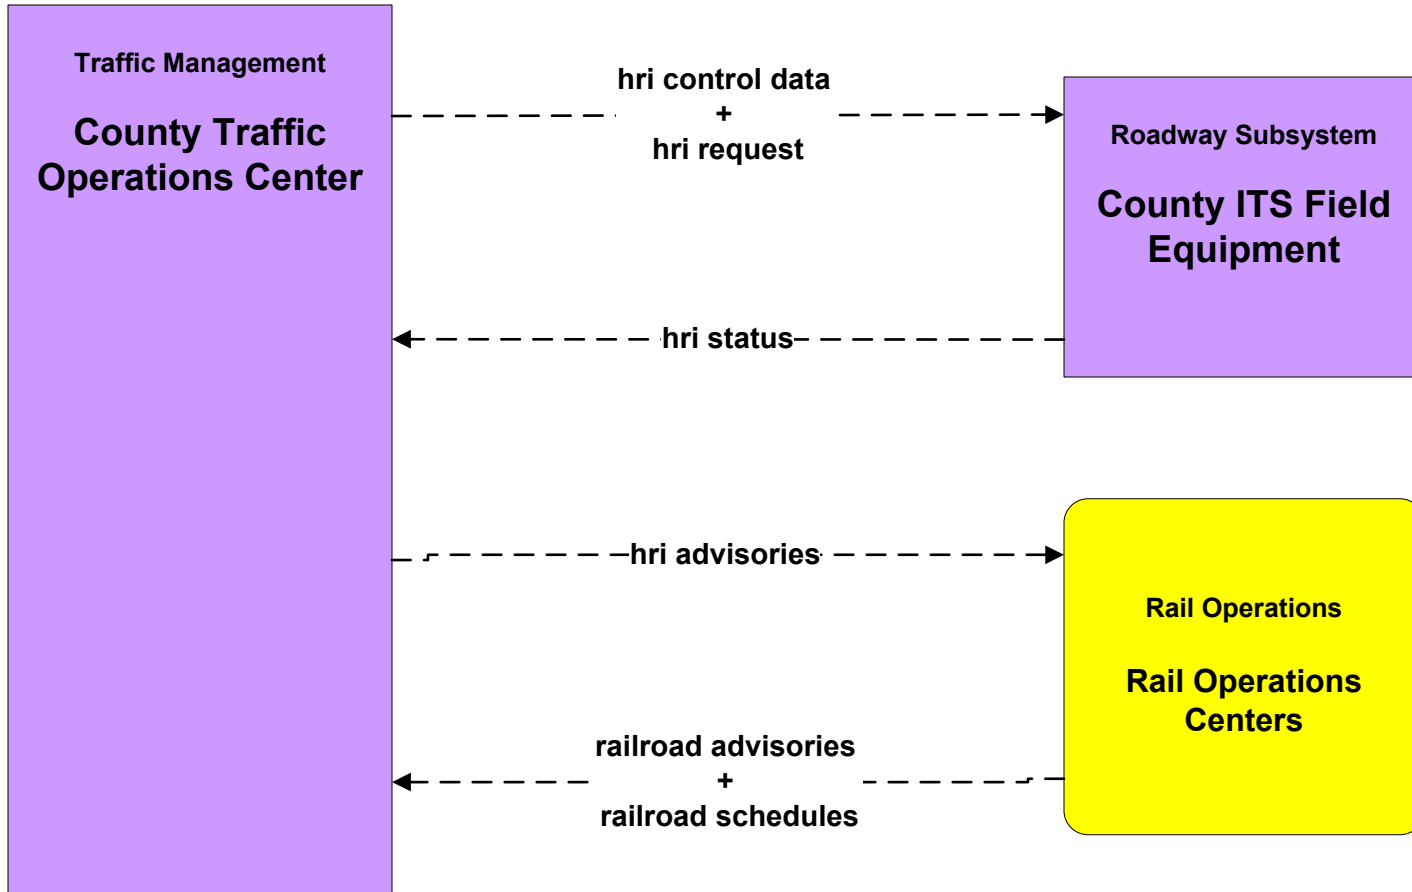 Traffic Management
County Traffic
Operations Center
hri control data
+
hri request
Roadway Subsystem
County ITS Field
Equipment
hri status
hri advisories
Rail Operations
Rail Operations
Centers
railroad advisories
+
railroad schedules